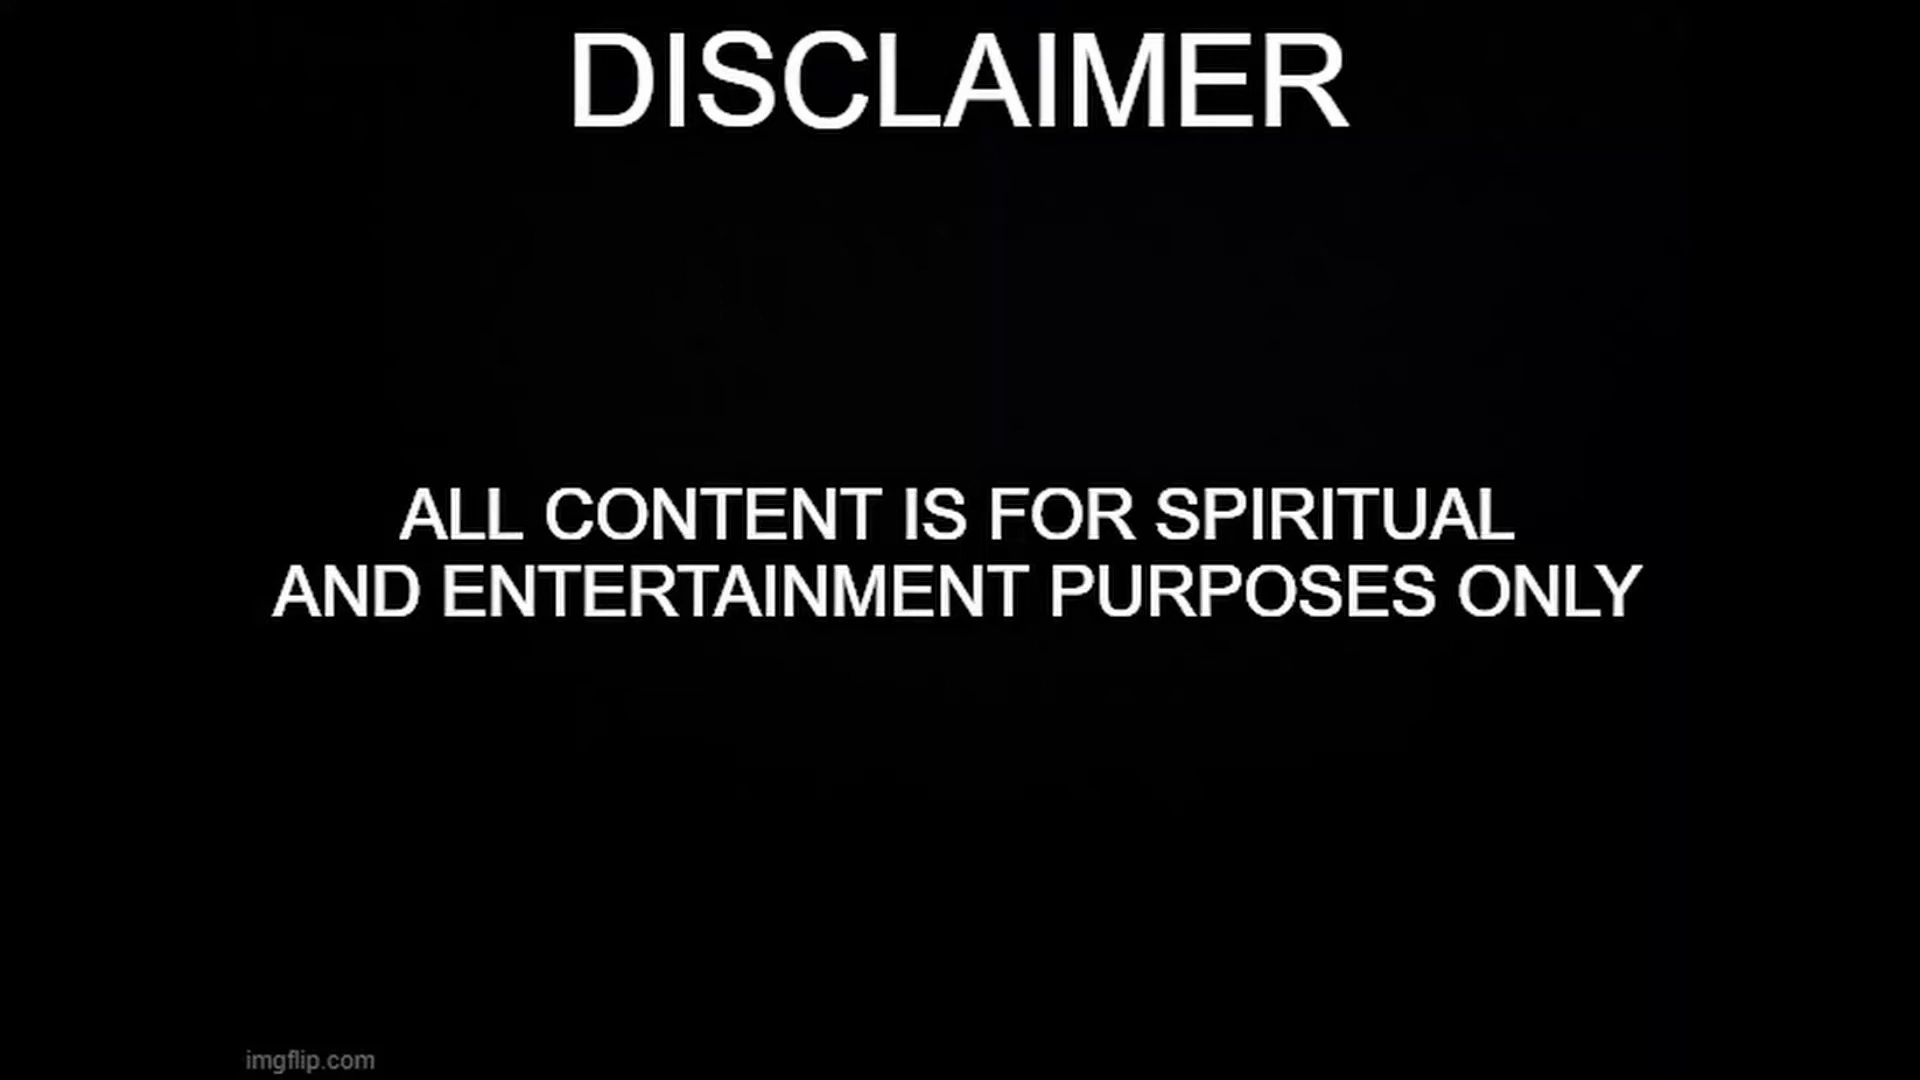 DISCLAIMER
ALL CONTENT IS FOR SPIRITUAL
AND ENTERTAINMENT PURPOSES ONLY
imgflip.com